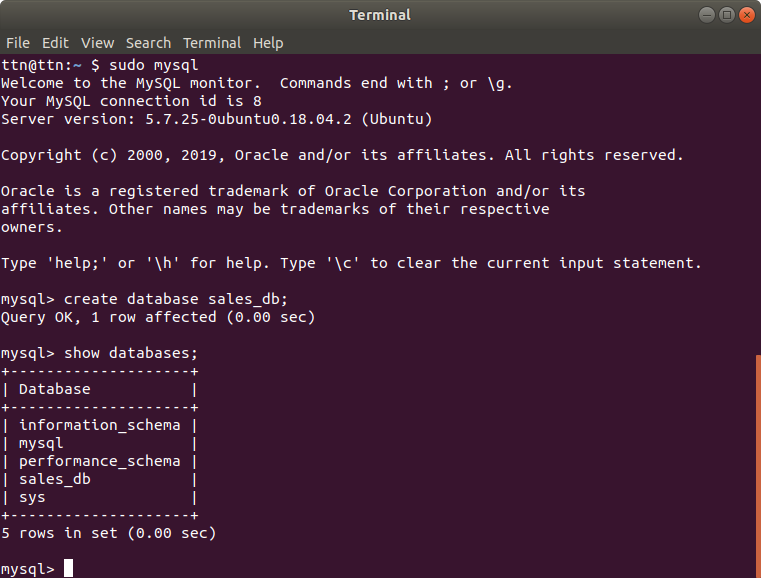 Terminal
File Edit View Search Terminal Help
ttn@ttn:~ $ sudo mysql
Welcome to the MySQL monitor.  Commands end with ; or \g.
Your MySQL connection id is 8
Server version: 5.7.25-0ubuntu0.18.04.2 (Ubuntu)

Copyright (c) 2000, 2019, Oracle and/or its affiliates. All rights reserved.

Oracle is a registered trademark of Oracle Corporation and/or its
affiliates. Other names may be trademarks of their respective
owners.

Type 'help;' or '\h' for help. Type '\c' to clear the current input statement.

mysql> create database sales_db;
Query OK, 1 row affected (0.00 sec)

mysql> show databases;
+--------------------+
| Database           |
+--------------------+
| information_schema |
| mysql              |
| performance_schema |
| sales_db           |
| sys                |
+--------------------+
5 rows in set (0.00 sec)

mysql>